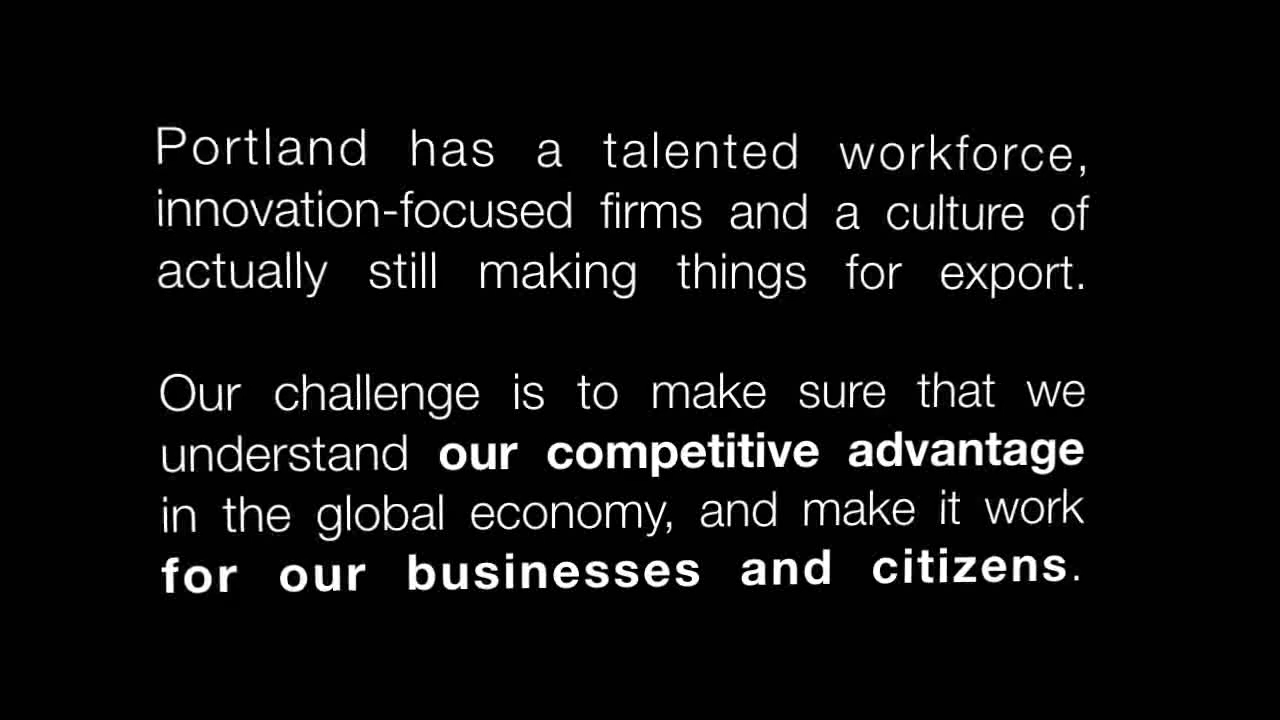 Portland has a talented workforce,
innovation-focused firms and a culture of
actually still making things for export.
Our challenge is to make sure that we
understand our competitive advantage
in the global economy, and make it work
for our businesses and citizens.